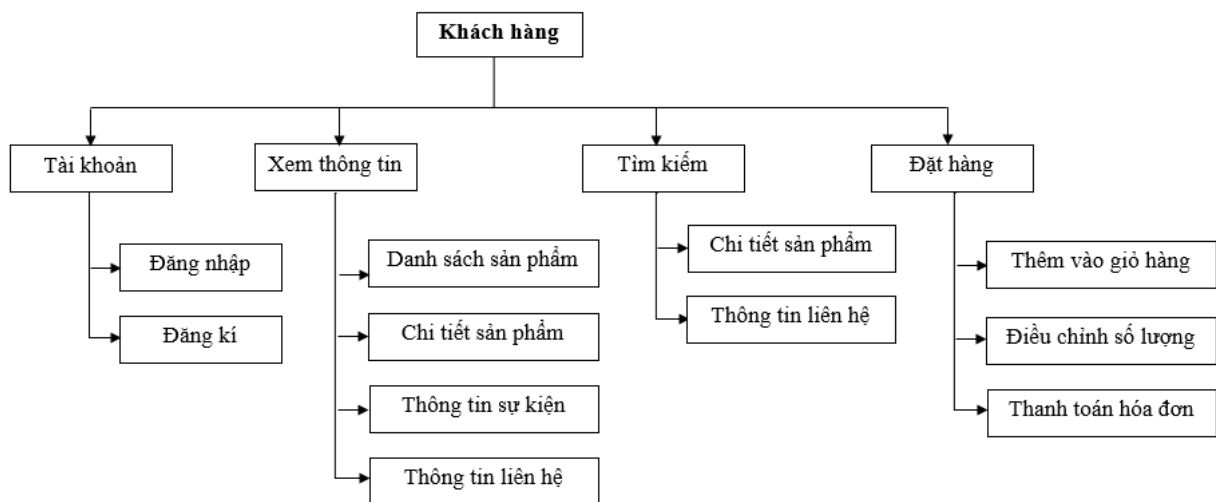 Khách hàng
Tài khoản
Xem thông tin
Tìm kiếm
Đặt hàng
Đăng nhập
Đăng kí
Danh sách sản phẩm
Chi tiết sản phẩm
Thông tin sự kiện
Thông tin liên hệ
Chi tiết sản phẩm
Thông tin liên hệ
Thêm vào giỏ hàng
Điều chỉnh số lượng
Thanh toán hóa đơn